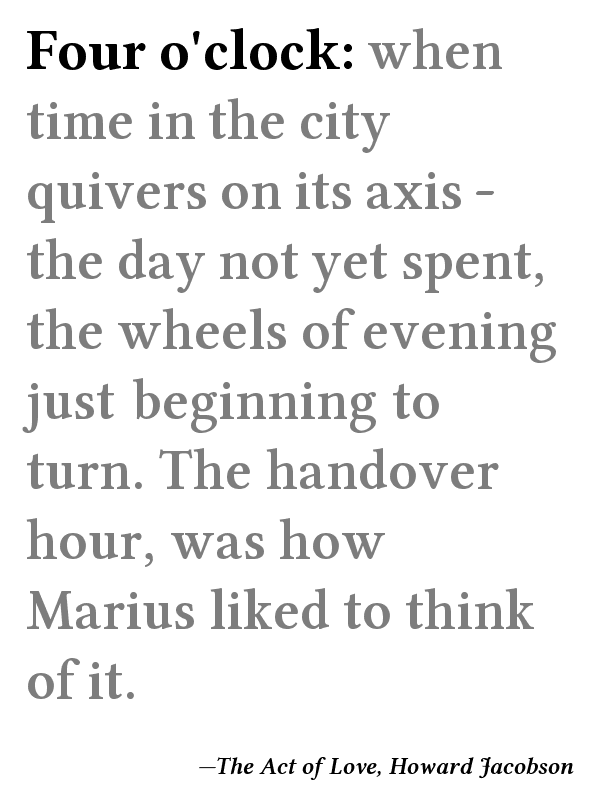 Four o'clock: when
time in the city
quivers on its axis -
the day not yet spent,
the wheels of evening
just beginning to
turn. The handover
hour, was how
Marius liked to think
of it.
—The Act of Love, Howard Jacobson